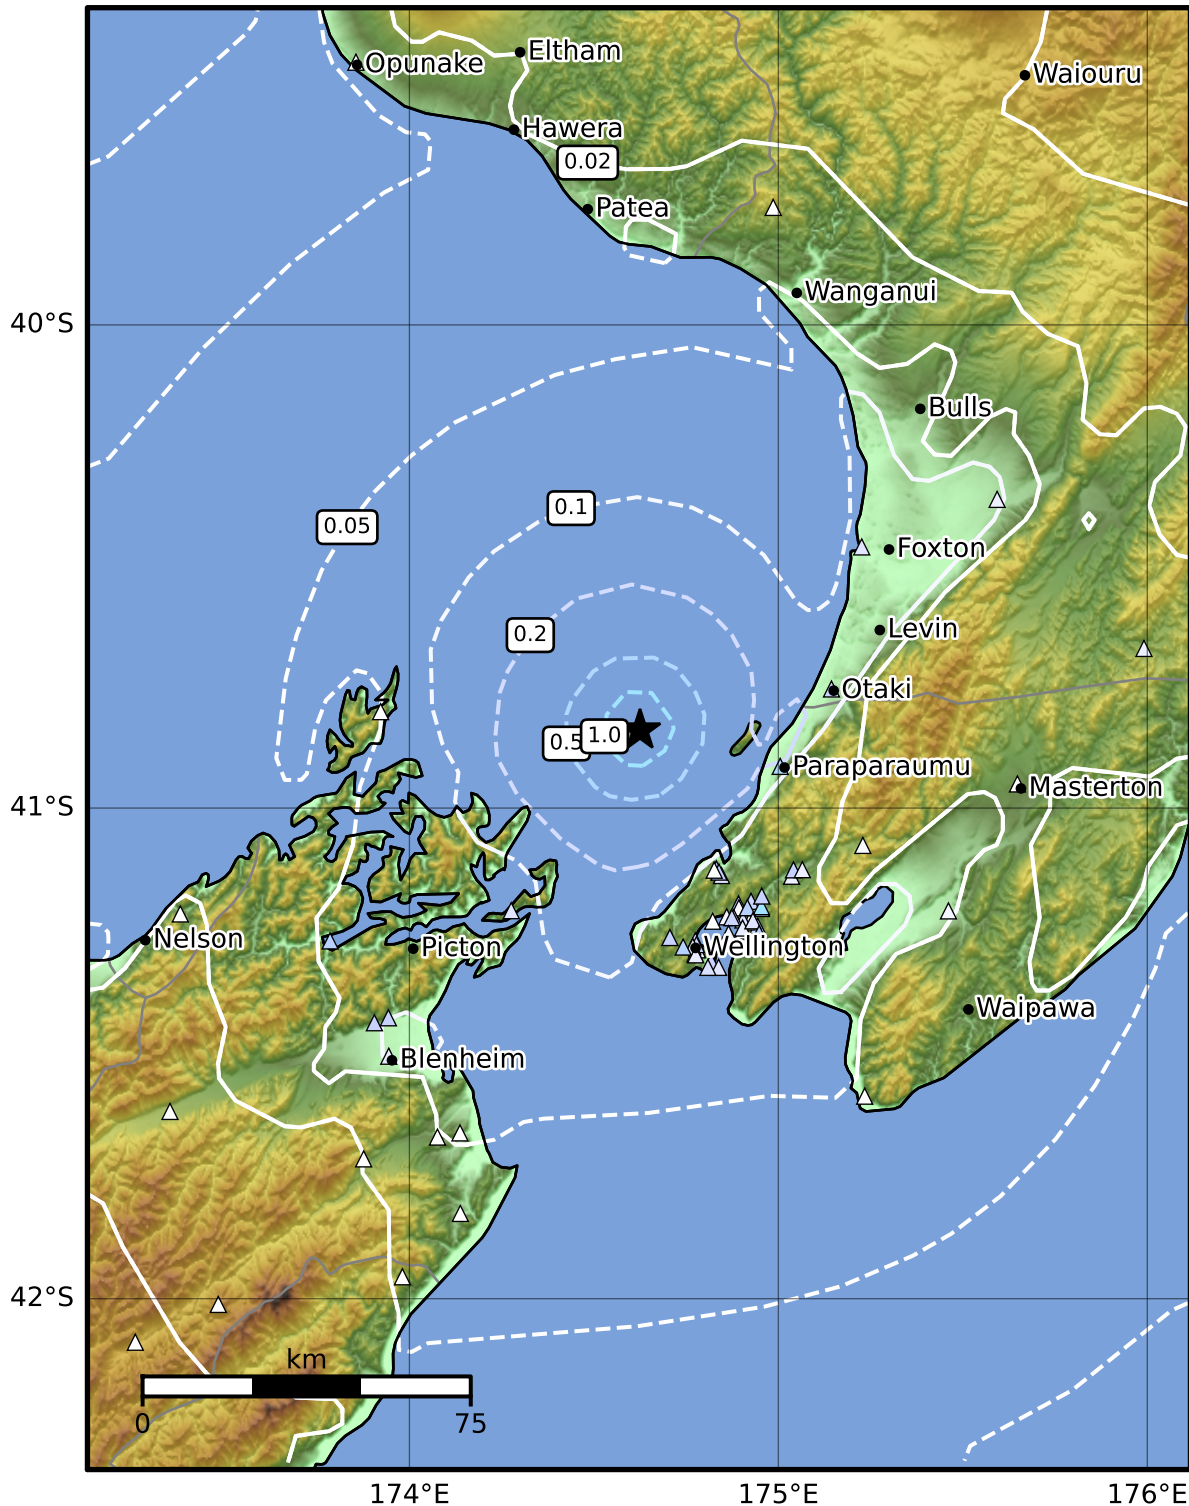 Eltham
Opunake
Waiouru
Hawera
0.02
Patea
Wanganui
40°S
Bulls
0.1
0.05
Foxton
Levin
0.2
Otaki
0.5
1.0
Paraparaumu
Masterton
41°S
Nelson
Picton
Wellington
Waipawa
Blenheim
42°S
km
0
75
174°E
175°E
176°E